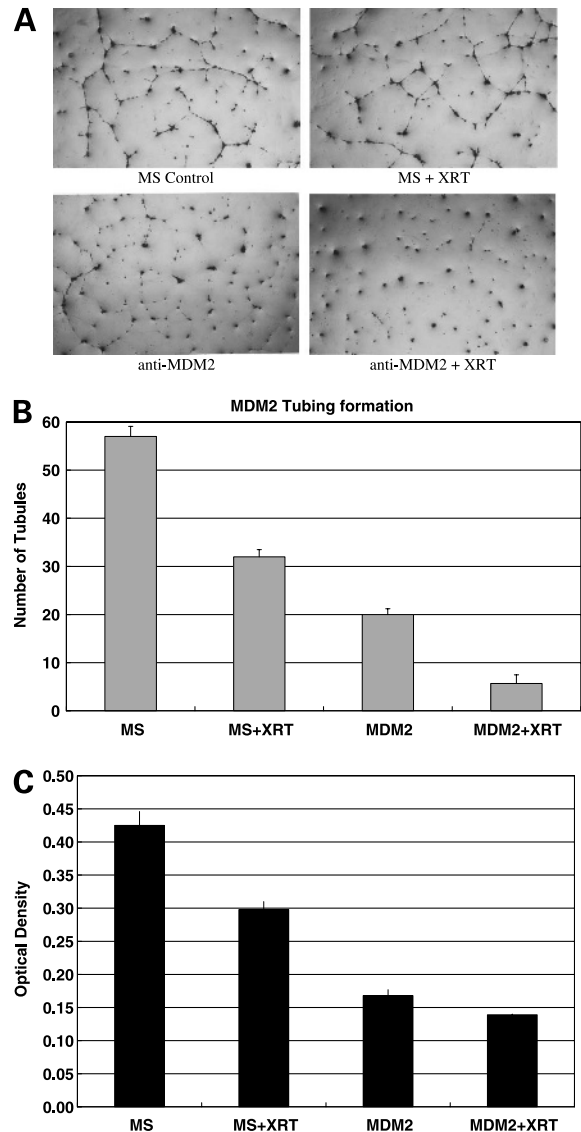 A
MS Control
MS + XRT
anti-MDM2
anti-MDM2 + XRT
B
MDM2 Tubing formation
60
50
40
30
20
10
0
Number of Tubules
MS
MS+XRT
MDM2
MDM2+XRT
C
0.50
0.45
0.40
0.35
0.30
0.25
0.20
0.15
0.10
0.05
0.00
Optical Density
MS
MS+XRT
MDM2
MDM2+XRT